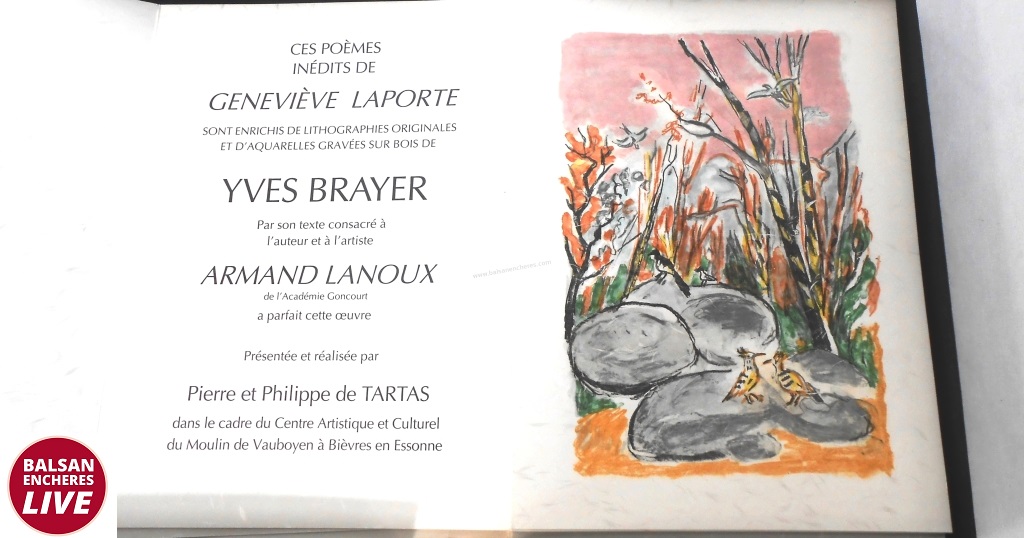 CES POÈMES
INÉDITS DE
GENEVIÈVE LAPORTE
SONT ENRICHIS DE LITHOGRAPHIES ORIGINALES
ET D'AQUARELLES GRAVÉES SUR BOIS DE
YVES BRAYER
Par son texte consacré à
l'auteur et à l'artiste
ARMAND LANOUX
de l'Académie Goncourt
a parfait cette œuvre
Présentée et réalisée par
Pierre et Philippe de TARTAS
dans le cadre du Centre Artistique et Culturel
du Moulin de Vauboyen à Bièvres en Essonne
www.balsanencheres.com
BALSAN
ENCHERES
LIVE